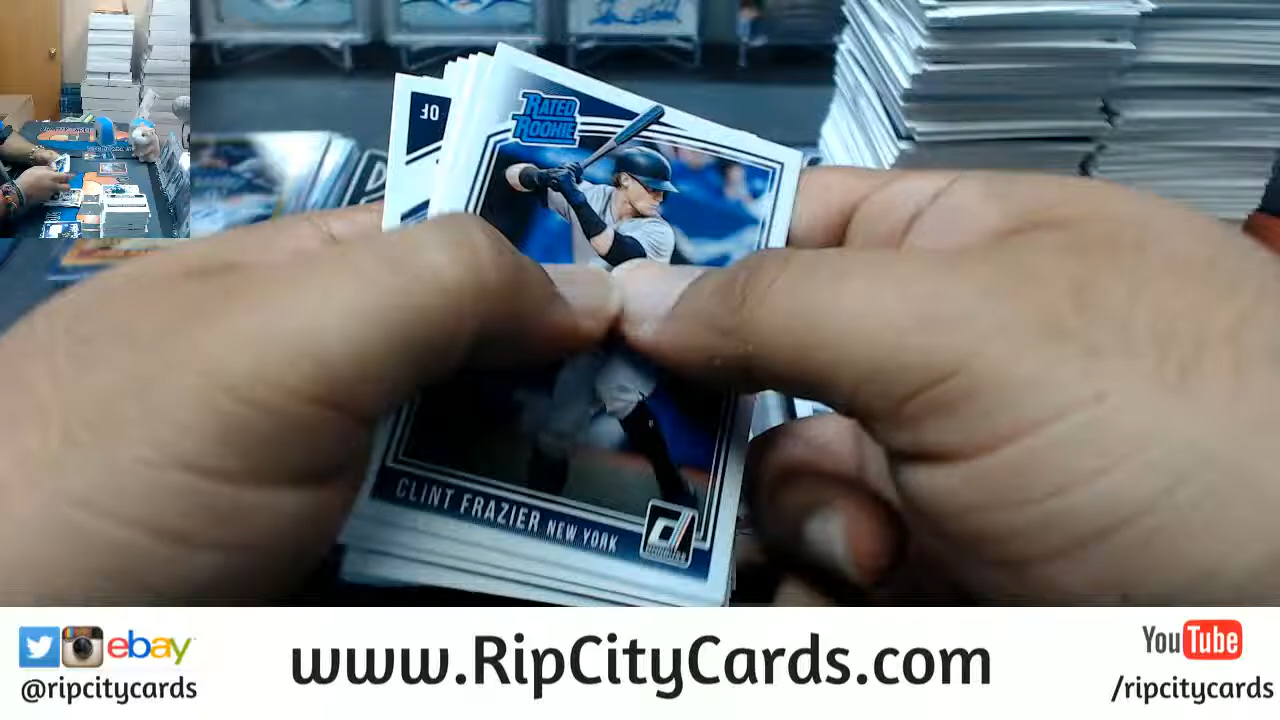 OF
RATED
ROOKIE
CLINT FRAZIER NEW YORK
ebay
www.RipCityCards.com
YouTube
@ripcitycards
/ripcitycards